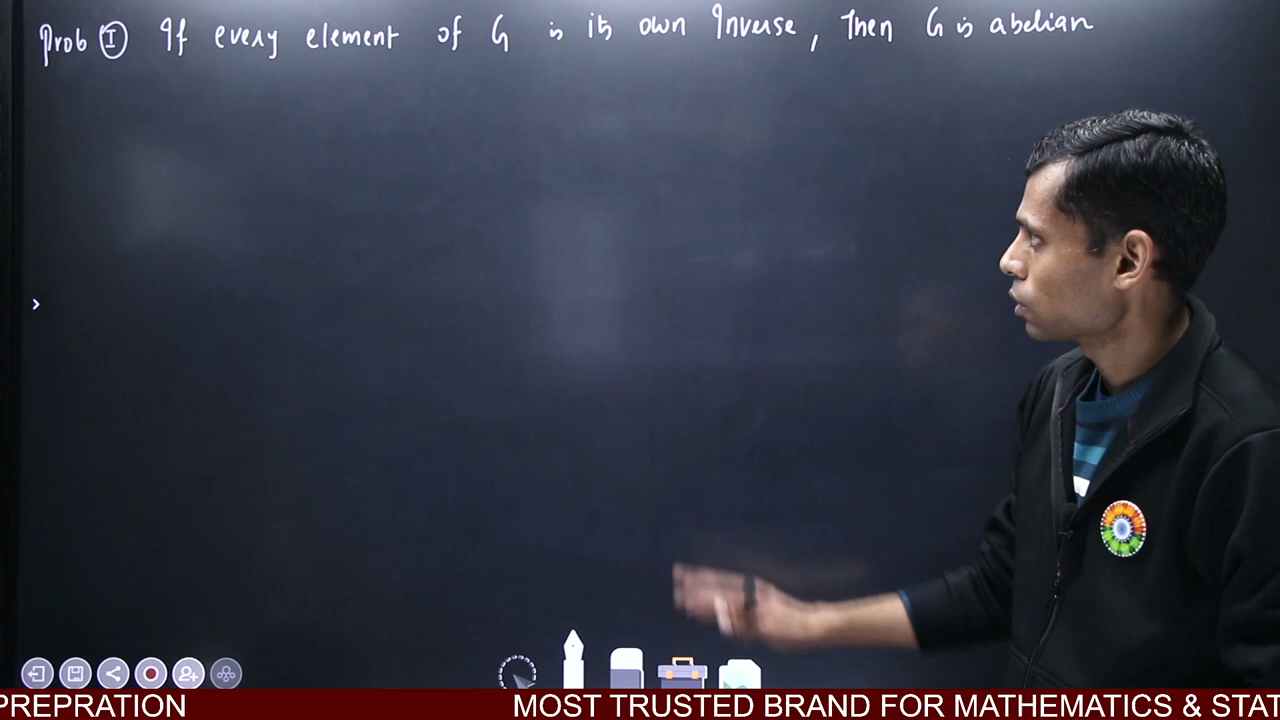 Prob I If every element of G is its own Inverse, Then G is abelian
PREPRATION MOST TRUSTED BRAND FOR MATHEMATICS & STAT